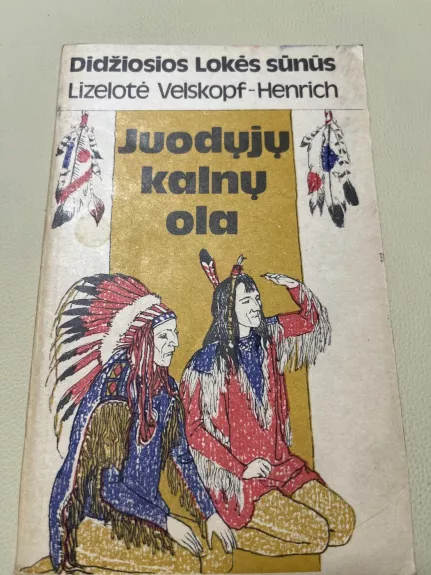 Didžiosios Lokės sūnūs
Lizelotė Velskopf-Henrich
Juodųjų
kalnų
ola